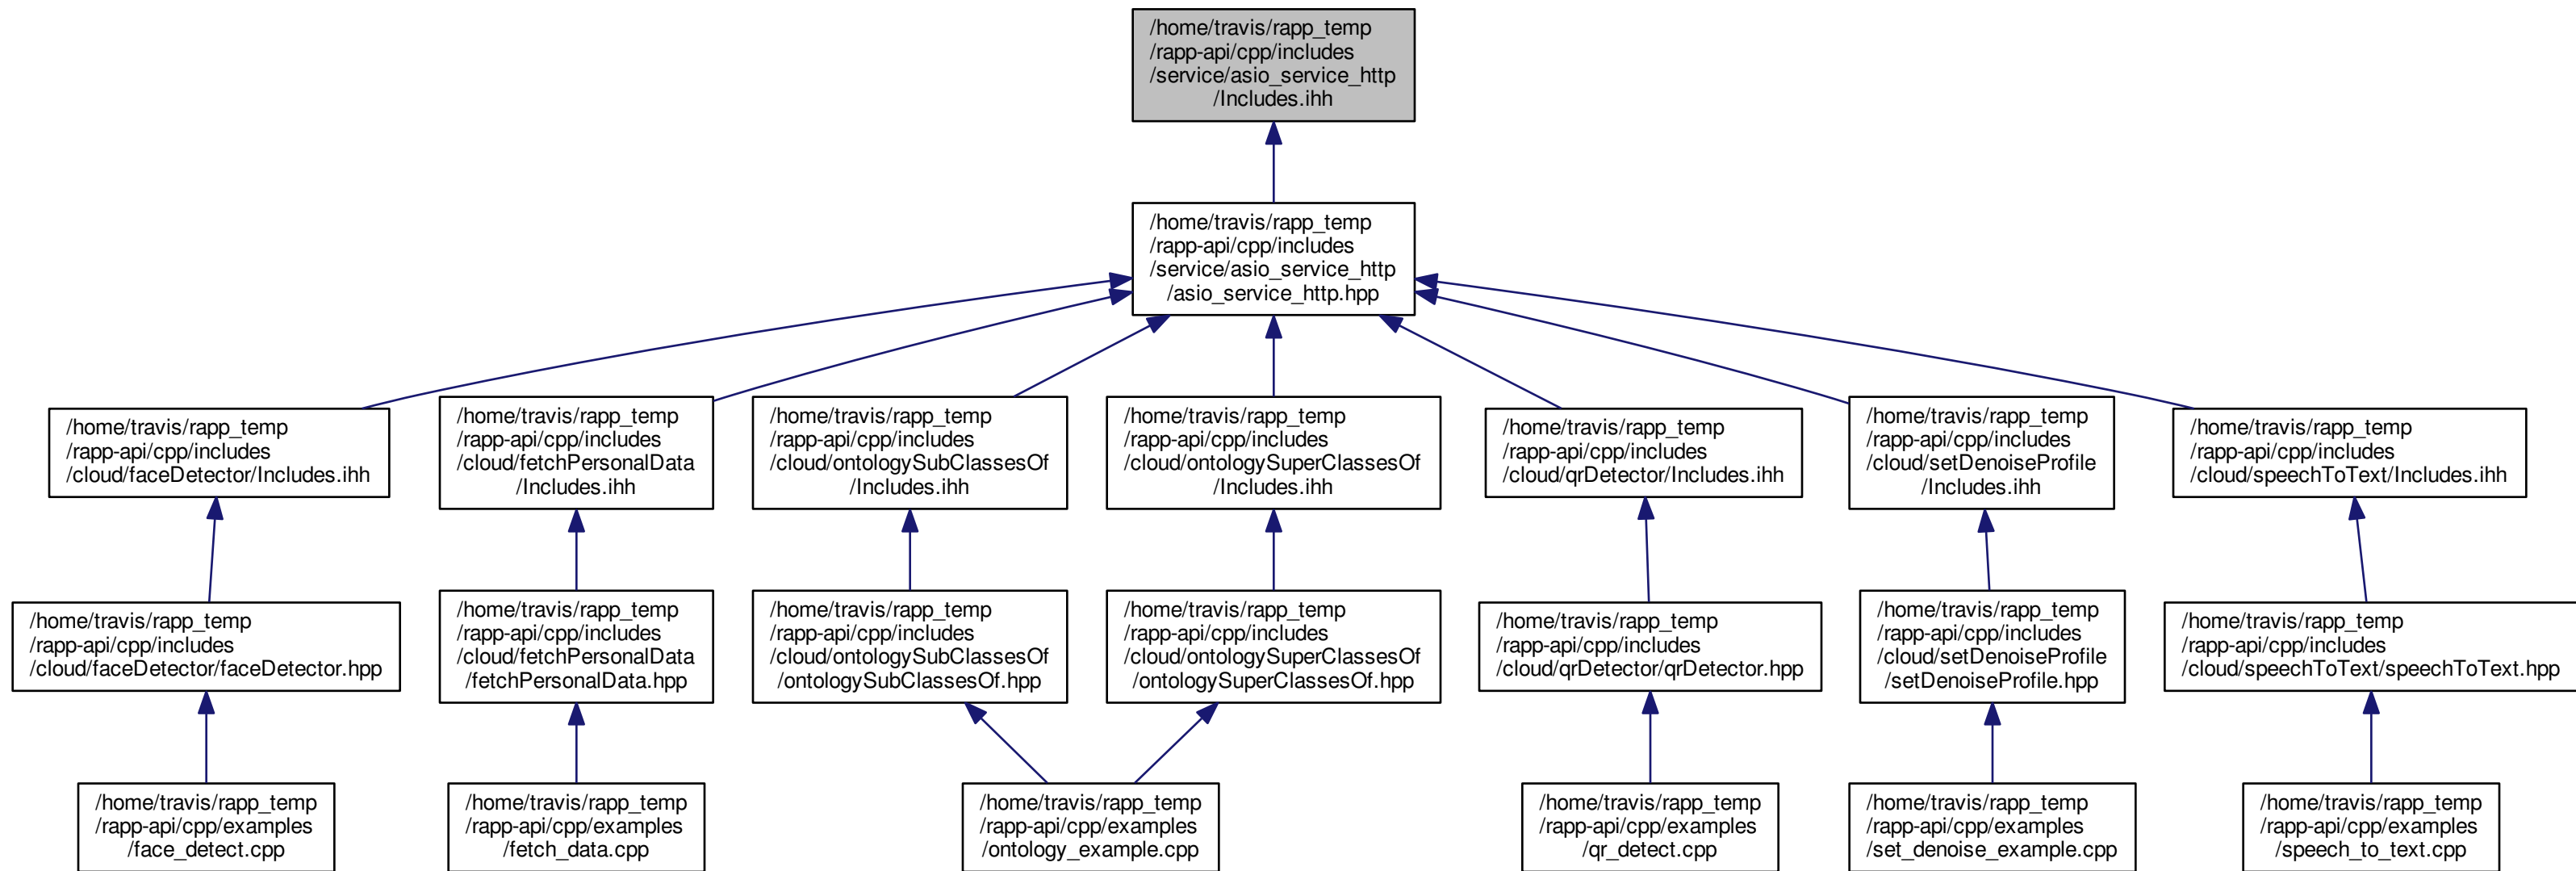 /home/travis/rapp_temp
/rapp-api/cpp/includes
/service/asio_service_http
/Includes.ihh
/home/travis/rapp_temp
/rapp-api/cpp/includes
/service/asio_service_http
/asio_service_http.hpp
/home/travis/rapp_temp
/rapp-api/cpp/includes
/cloud/faceDetector/Includes.ihh
/home/travis/rapp_temp
/rapp-api/cpp/includes
/cloud/fetchPersonalData
/Includes.ihh
/home/travis/rapp_temp
/rapp-api/cpp/includes
/cloud/ontologySubClassesOf
/Includes.ihh
/home/travis/rapp_temp
/rapp-api/cpp/includes
/cloud/ontologySuperClassesOf
/Includes.ihh
/home/travis/rapp_temp
/rapp-api/cpp/includes
/cloud/qrDetector/Includes.ihh
/home/travis/rapp_temp
/rapp-api/cpp/includes
/cloud/setDenoiseProfile
/Includes.ihh
/home/travis/rapp_temp
/rapp-api/cpp/includes
/cloud/speechToText/Includes.ihh
/home/travis/rapp_temp
/rapp-api/cpp/includes
/cloud/faceDetector/faceDetector.hpp
/home/travis/rapp_temp
/rapp-api/cpp/includes
/cloud/fetchPersonalData
/fetchPersonalData.hpp
/home/travis/rapp_temp
/rapp-api/cpp/includes
/cloud/ontologySubClassesOf
/ontologySubClassesOf.hpp
/home/travis/rapp_temp
/rapp-api/cpp/includes
/cloud/ontologySuperClassesOf
/ontologySuperClassesOf.hpp
/home/travis/rapp_temp
/rapp-api/cpp/includes
/cloud/qrDetector/qrDetector.hpp
/home/travis/rapp_temp
/rapp-api/cpp/includes
/cloud/setDenoiseProfile
/setDenoiseProfile.hpp
/home/travis/rapp_temp
/rapp-api/cpp/includes
/cloud/speechToText/speechToText.hpp
/home/travis/rapp_temp
/rapp-api/cpp/examples
/face_detect.cpp
/home/travis/rapp_temp
/rapp-api/cpp/examples
/fetch_data.cpp
/home/travis/rapp_temp
/rapp-api/cpp/examples
/ontology_example.cpp
/home/travis/rapp_temp
/rapp-api/cpp/examples
/qr_detect.cpp
/home/travis/rapp_temp
/rapp-api/cpp/examples
/set_denoise_example.cpp
/home/travis/rapp_temp
/rapp-api/cpp/examples
/speech_to_text.cpp